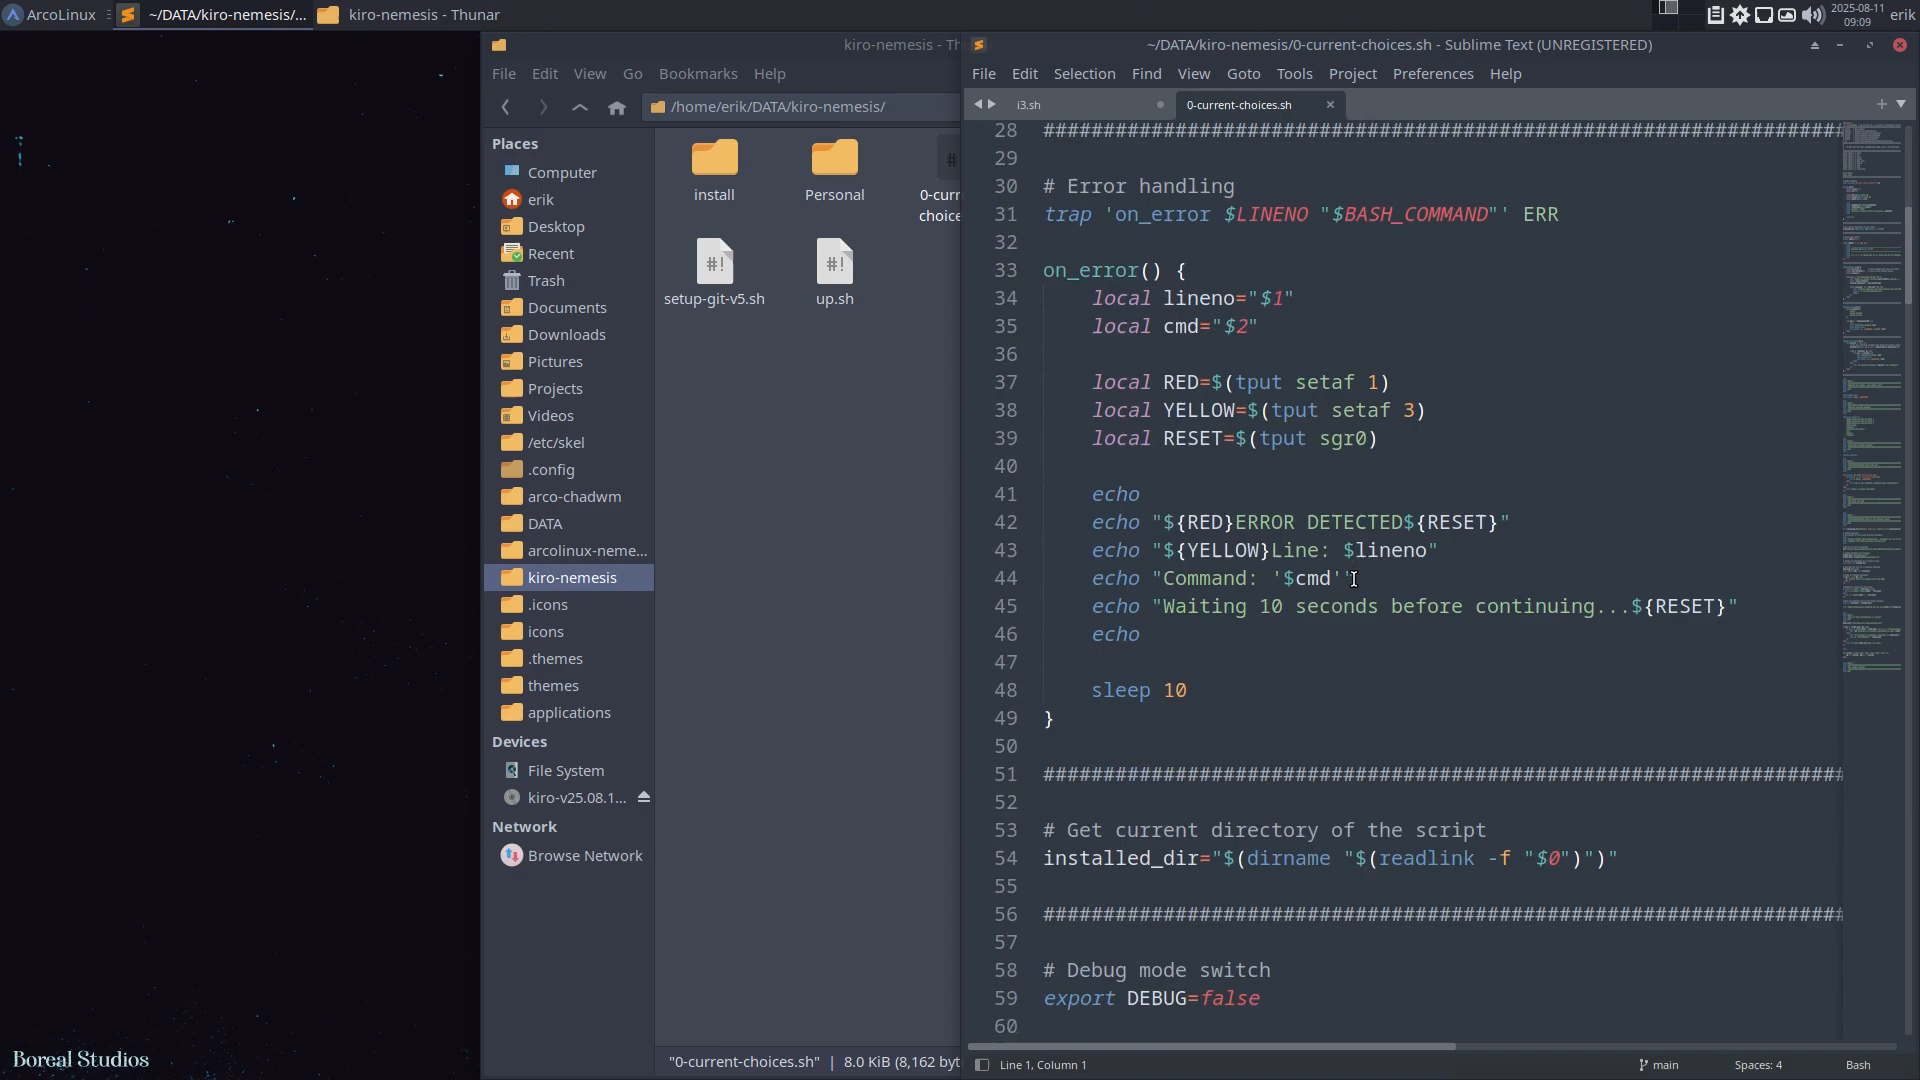 ArcoLinux
~/DATA/kiro-nemesis/...
kiro-nemesis - Thunar
2025-08-11
09:09
erik
kiro-nemesis - Th
File Edit View Go Bookmarks Help
/home/erik/DATA/kiro-nemesis/
Places
Computer
erik
Desktop
Recent
Trash
Documents
Downloads
Pictures
Projects
Videos
/etc/skel
.config
arco-chadwm
DATA
arcolinux-neme...
kiro-nemesis
.icons
icons
.themes
themes
applications
Devices
File System
kiro-v25.08.1...
Network
Browse Network
install
Personal
0-curr
choice
setup-git-v5.sh
up.sh
"0-current-choices.sh" | 8.0 KiB (8,162 byt
~/DATA/kiro-nemesis/0-current-choices.sh - Sublime Text (UNREGISTERED)
File Edit Selection Find View Goto Tools Project Preferences Help
i3.sh
0-current-choices.sh
28 ###################################################################
29
30 # Error handling
31 trap 'on_error $LINENO "$BASH_COMMAND"' ERR
32
33 on_error() {
34 local lineno="$1"
35 local cmd="$2"
36
37 local RED=$(tput setaf 1)
38 local YELLOW=$(tput setaf 3)
39 local RESET=$(tput sgr0)
40
41 echo
42 echo "${RED}ERROR DETECTED${RESET}"
43 echo "${YELLOW}Line: $lineno"
44 echo "Command: '$cmd'"
45 echo "Waiting 10 seconds before continuing...${RESET}"
46 echo
47
48 sleep 10
49 }
50
51 ###################################################################
52
53 # Get current directory of the script
54 installed_dir="$(dirname "$(readlink -f "$0")")"
55
56 ###################################################################
57
58 # Debug mode switch
59 export DEBUG=false
60
Line 1, Column 1
main
Spaces: 4
Bash
Boreal Studios